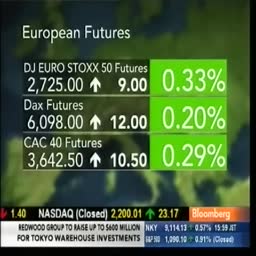 European Futures
DJ EURO STOXX 50 Futures
2,725.00 ↑ 9.00 0.33%
Dax Futures
6,098.00 ↑ 12.00 0.20%
CAC 40 Futures
3,642.50 ↑ 10.50 0.29%
1.40 NASDAQ (Closed) 2,200.01 ↑ 23.17 Bloomberg
REDWOOD GROUP TO RAISE UP TO $600 MILLION
FOR TOKYO WAREHOUSE INVESTMENTS
NKY 9,114.13 ↑ 0.57% 15:59 JST
S&P 500 1,090.10 ↑ 0.91% (Closed)